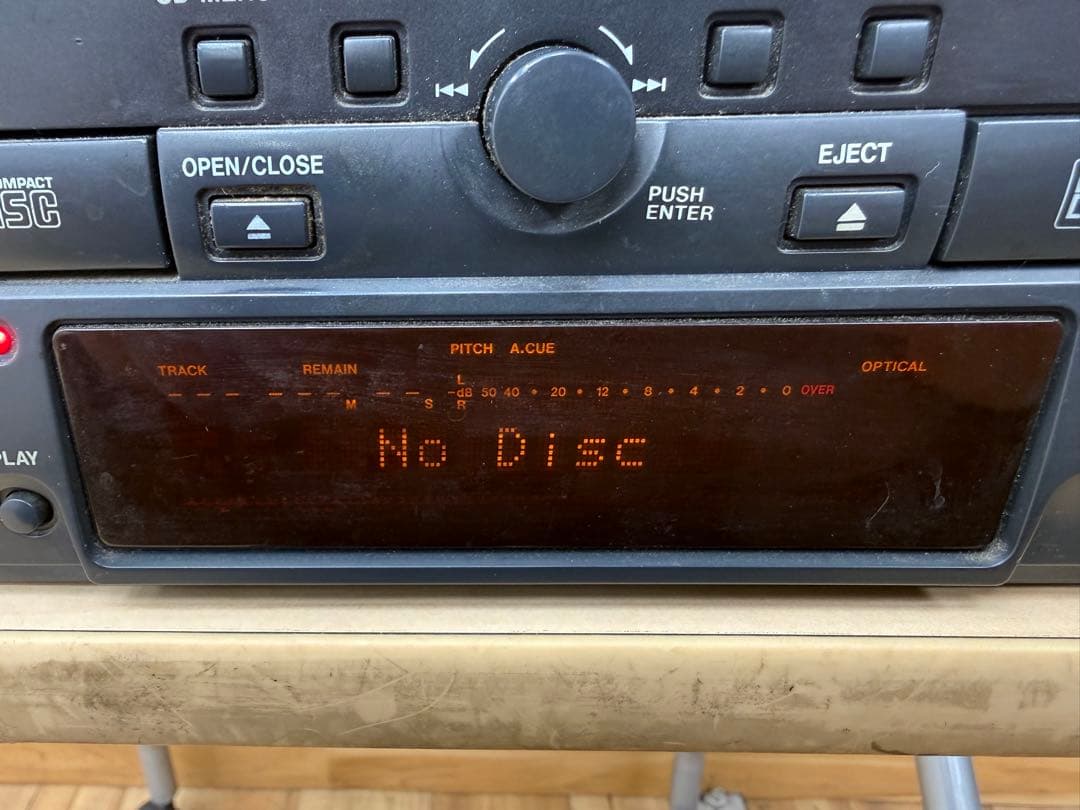 OPEN/CLOSE
EJECT
PUSH
ENTER
PITCH A.CUE
TRACK REMAIN OPTICAL
L
-dB 50 40 • 20 • 12 • 8 • 4 • 2 • 0 OVER
M S R
No Disc